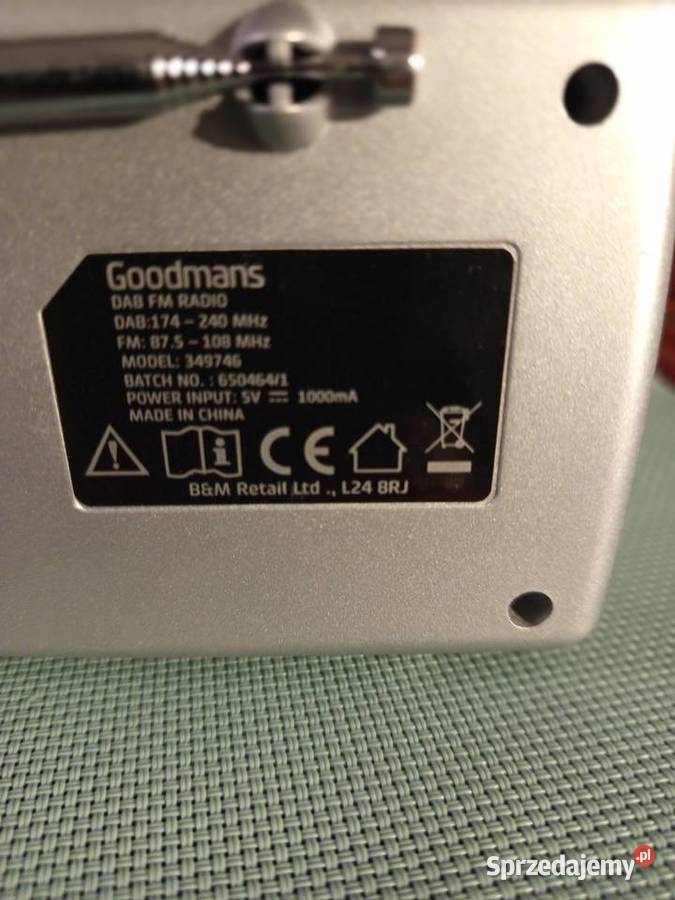 Goodmans
DAB FM RADIO
DAB:174 – 240 MHz
FM: 87.5 – 108 MHz
MODEL: 349746
BATCH NO. : 650464/1
POWER INPUT: 5V ⎓ 1000mA
MADE IN CHINA
CE
B&M Retail Ltd ., L24 8RJ
Sprzedajemy.pl